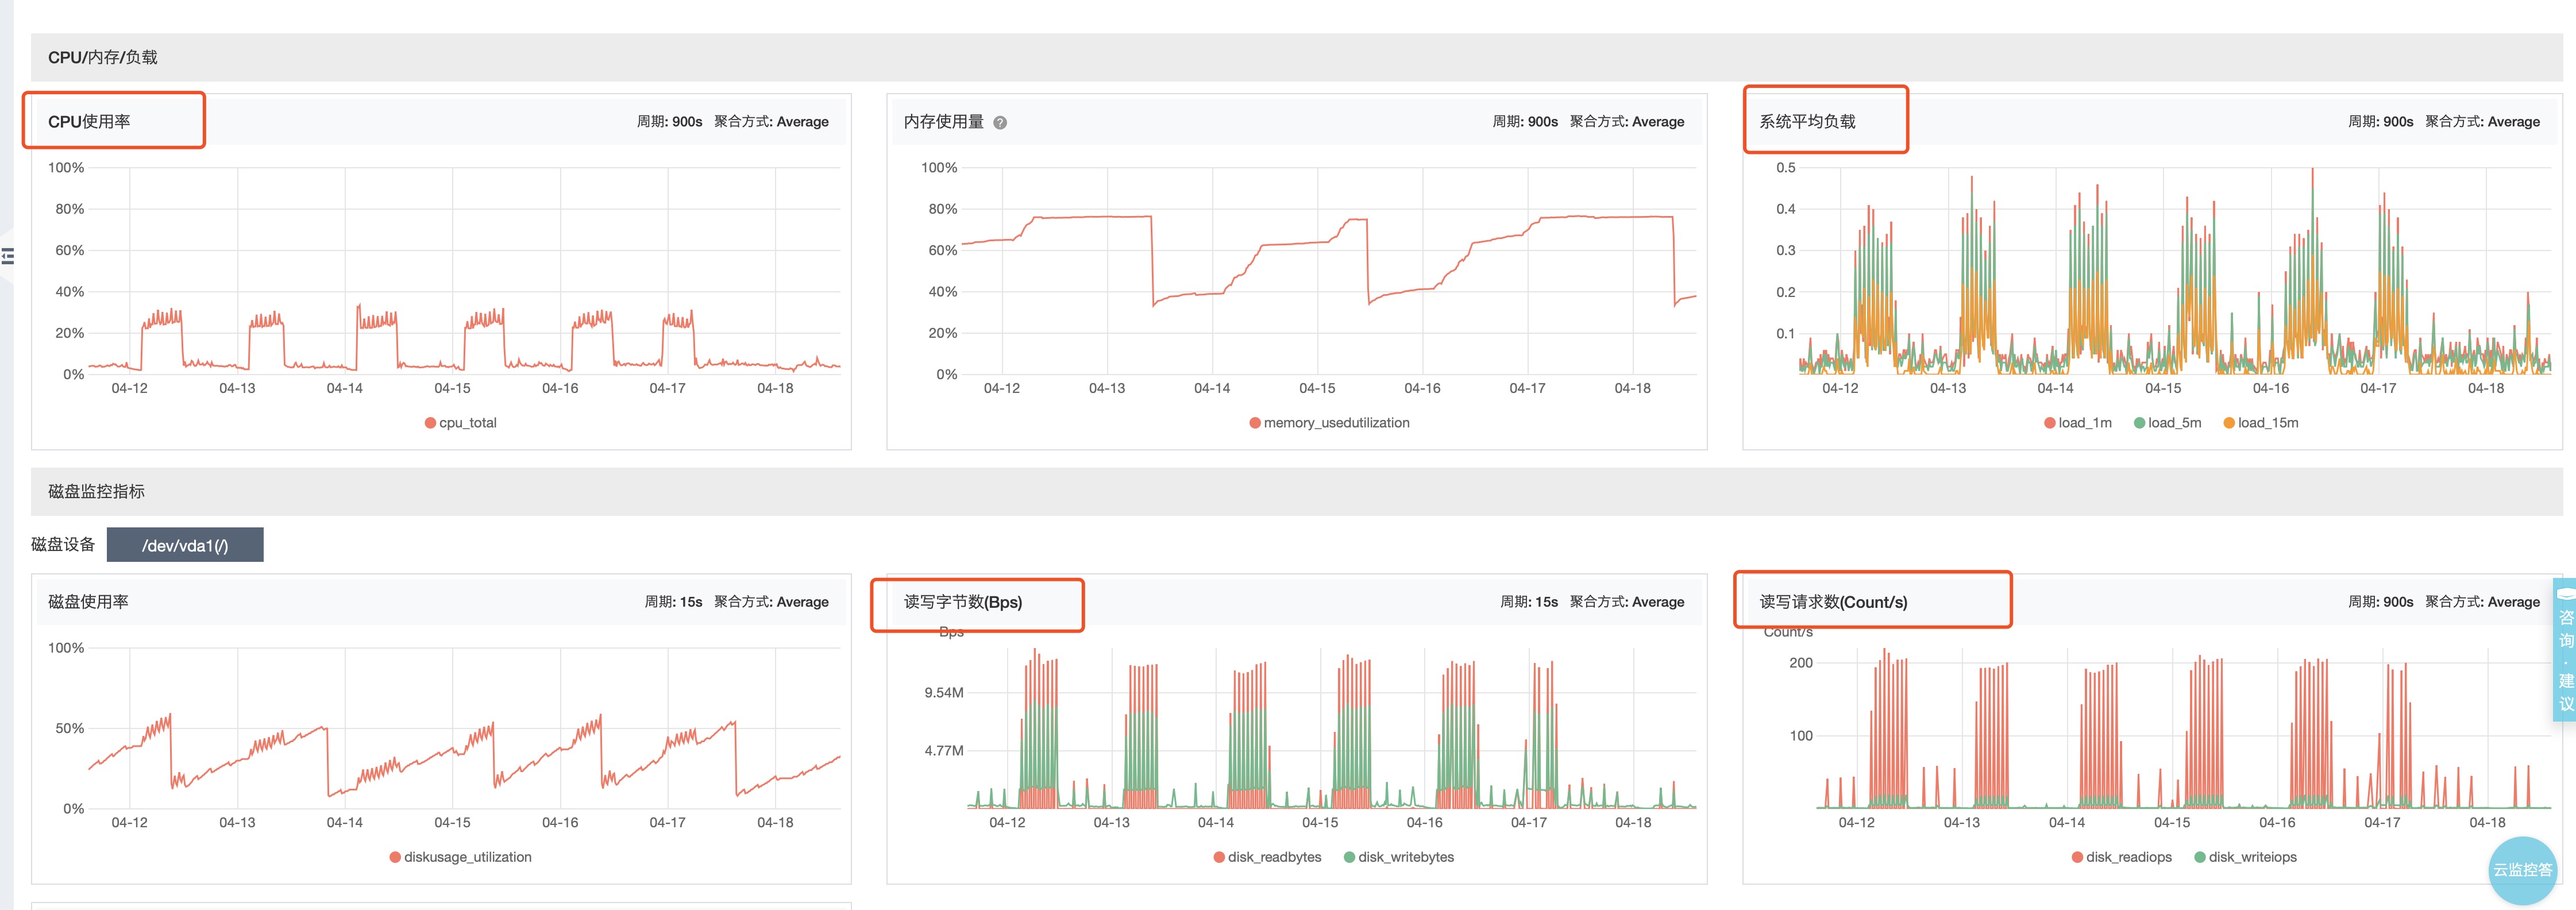 CPU/内存/负载
CPU使用率 周期: 900s 聚合方式: Average
100%
80%
60%
40%
20%
0%
04-12 04-13 04-14 04-15 04-16 04-17 04-18
cpu_total
内存使用量 ? 周期: 900s 聚合方式: Average
100%
80%
60%
40%
20%
0%
04-12 04-13 04-14 04-15 04-16 04-17 04-18
memory_usedutilization
系统平均负载 周期: 900s 聚合方式: Average
0.5
0.4
0.3
0.2
0.1
04-12 04-13 04-14 04-15 04-16 04-17 04-18
load_1m load_5m load_15m
磁盘监控指标
磁盘设备 /dev/vda1(/)
磁盘使用率 周期: 15s 聚合方式: Average
100%
50%
0%
04-12 04-13 04-14 04-15 04-16 04-17 04-18
diskusage_utilization
读写字节数(Bps) 周期: 15s 聚合方式: Average
Bps
9.54M
4.77M
04-12 04-13 04-14 04-15 04-16 04-17 04-18
disk_readbytes disk_writebytes
读写请求数(Count/s) 周期: 900s 聚合方式: Average
Count/s
200
100
04-12 04-13 04-14 04-15 04-16 04-17 04-18
disk_readiops disk_writeiops
咨询·建议
云监控答